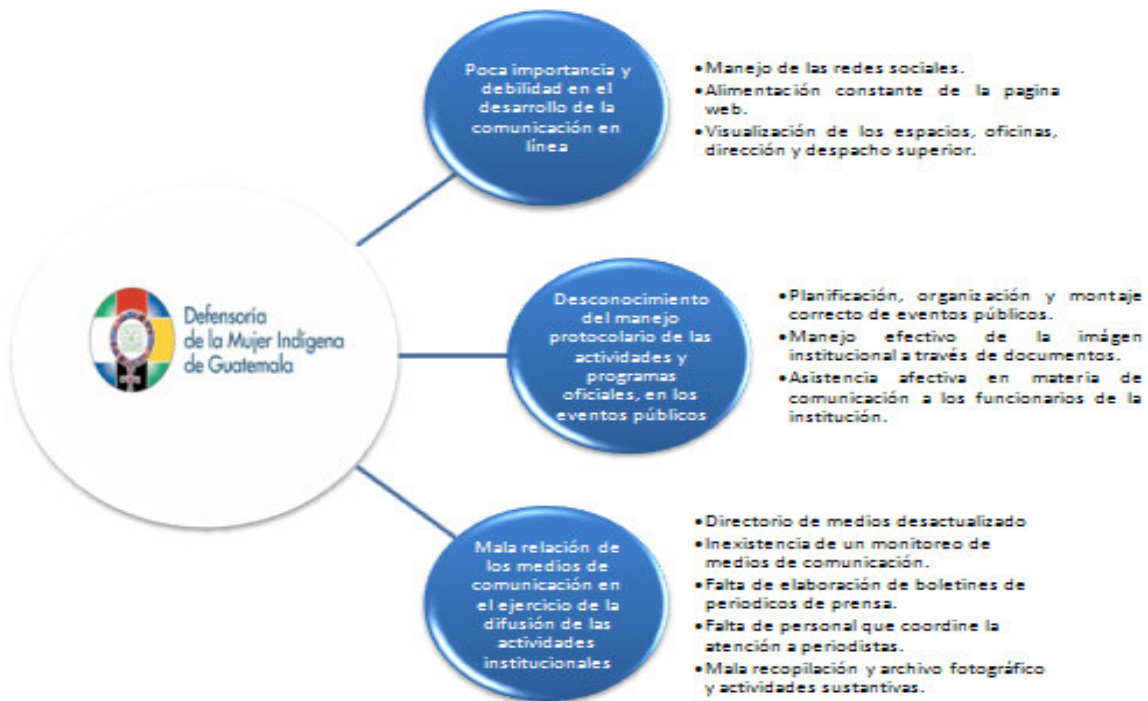 Poca importancia y
debilidad en el
desarrollo de la
comunicación en
línea
•Manejo de las redes sociales.
•Alimentación constante de la pagina
web.
•Visualización de los espacios, oficinas,
dirección y despacho superior.
Defensoría
de la Mujer Indígena
de Guatemala
Desconocimiento
del manejo
protocolario de las
actividades y
programas
oficiales, en los
eventos públicos
•Planificación, organización y montaje
correcto de eventos públicos.
•Manejo efectivo de la imágen
institucional a través de documentos.
•Asistencia afectiva en materia de
comunicación a los funcionarios de la
institución.
Mala relación de
los medios de
comunicación en
el ejercicio de la
difusión de las
actividades
institucionales
•Directorio de medios desactualizado
•Inexistencia de un monitoreo de
medios de comunicación.
•Falta de elaboración de boletines de
periodicos de prensa.
•Falta de personal que coordine la
atención a periodistas.
•Mala recopilación y archivo fotográfico
y actividades sustantivas.